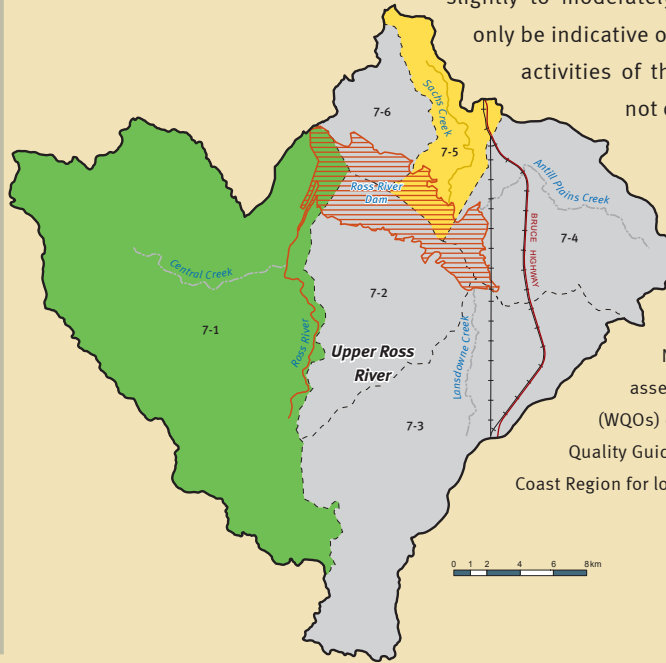 slightly to moderately
only be indicative o
activities of th
not
7-6
Sachs Creek
7-5
Ross River
Dam
Antill Plains Creek
7-4
BRUCE HIGHWAY
Central Creek
7-2
7-1
Ross River
Upper Ross
River
Lansdowne Creek
7-3
asse
(WQOs)
Quality Guid
Coast Region for lo
0 1 2 4 6 8km